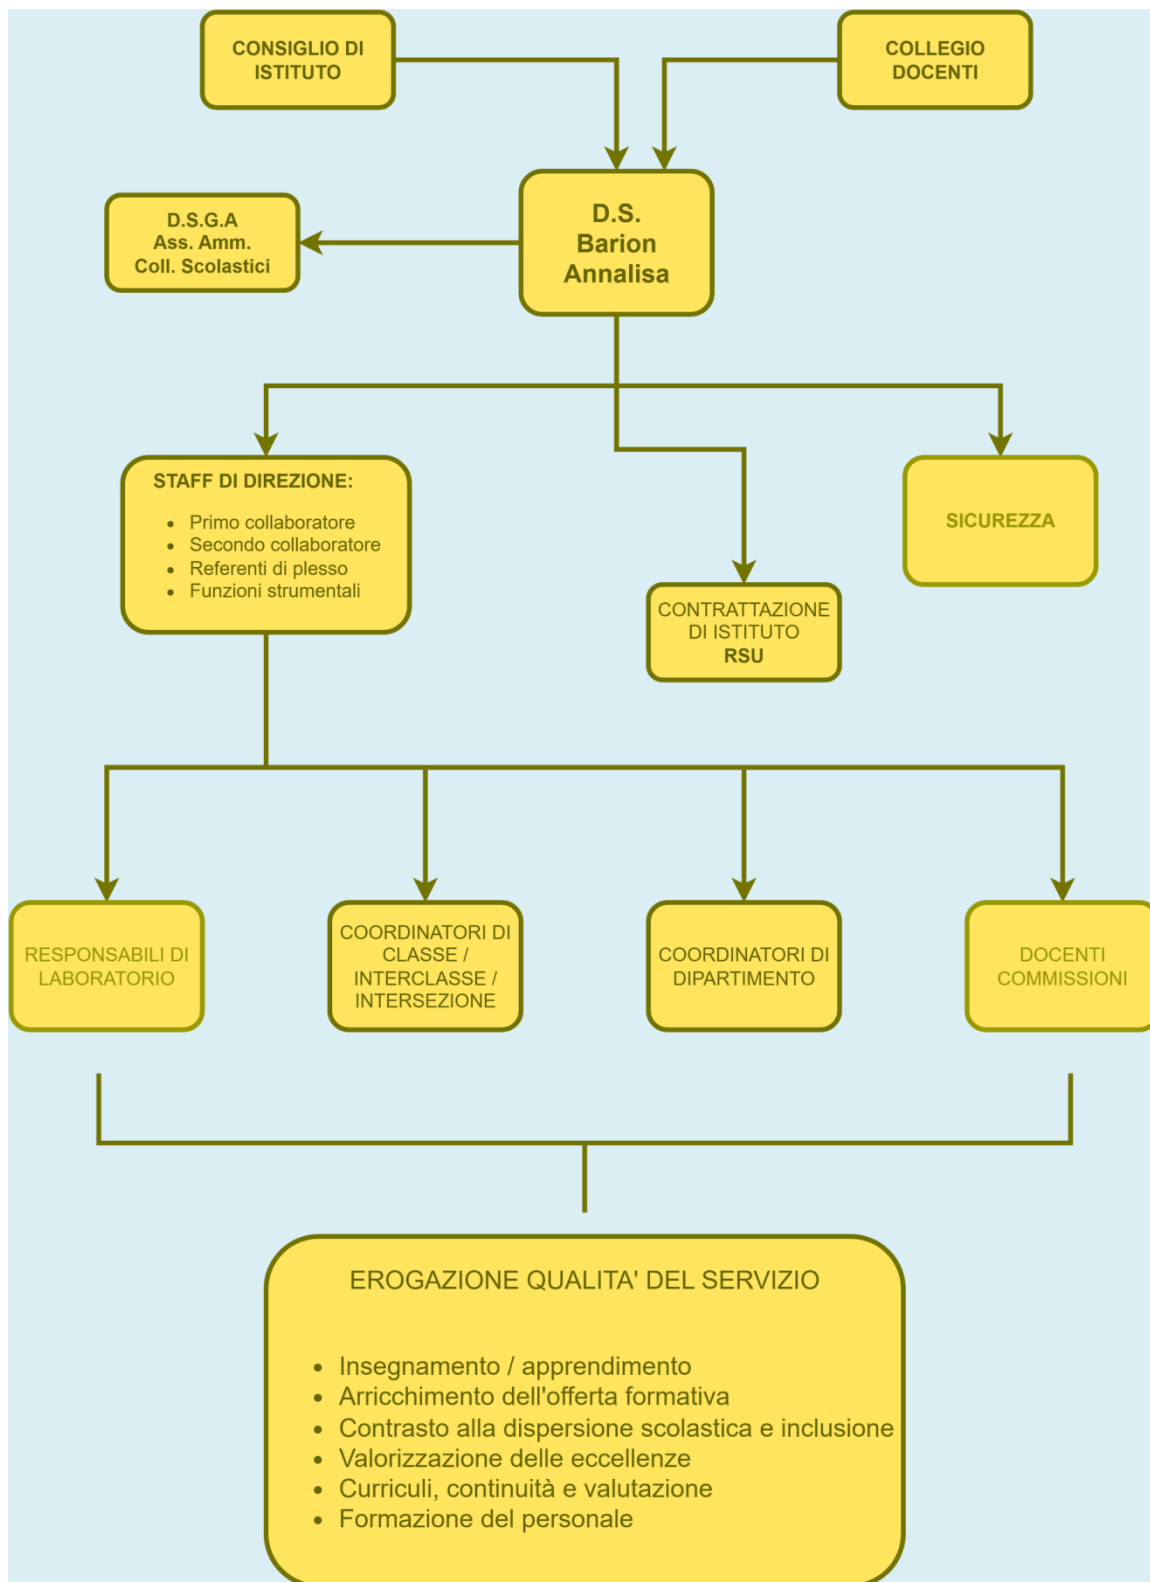 CONSIGLIO DI
ISTITUTO
COLLEGIO
DOCENTI
D.S.G.A
Ass. Amm.
Coll. Scolastici
D.S.
Barion
Annalisa
STAFF DI DIREZIONE:
• Primo collaboratore
• Secondo collaboratore
• Referenti di plesso
• Funzioni strumentali
CONTRATTAZIONE
DI ISTITUTO
RSU
SICUREZZA
RESPONSABILI DI
LABORATORIO
COORDINATORI DI
CLASSE /
INTERCLASSE /
INTERSEZIONE
COORDINATORI DI
DIPARTIMENTO
DOCENTI
COMMISSIONI
EROGAZIONE QUALITA' DEL SERVIZIO
• Insegnamento / apprendimento
• Arricchimento dell'offerta formativa
• Contrasto alla dispersione scolastica e inclusione
• Valorizzazione delle eccellenze
• Curriculi, continuità e valutazione
• Formazione del personale